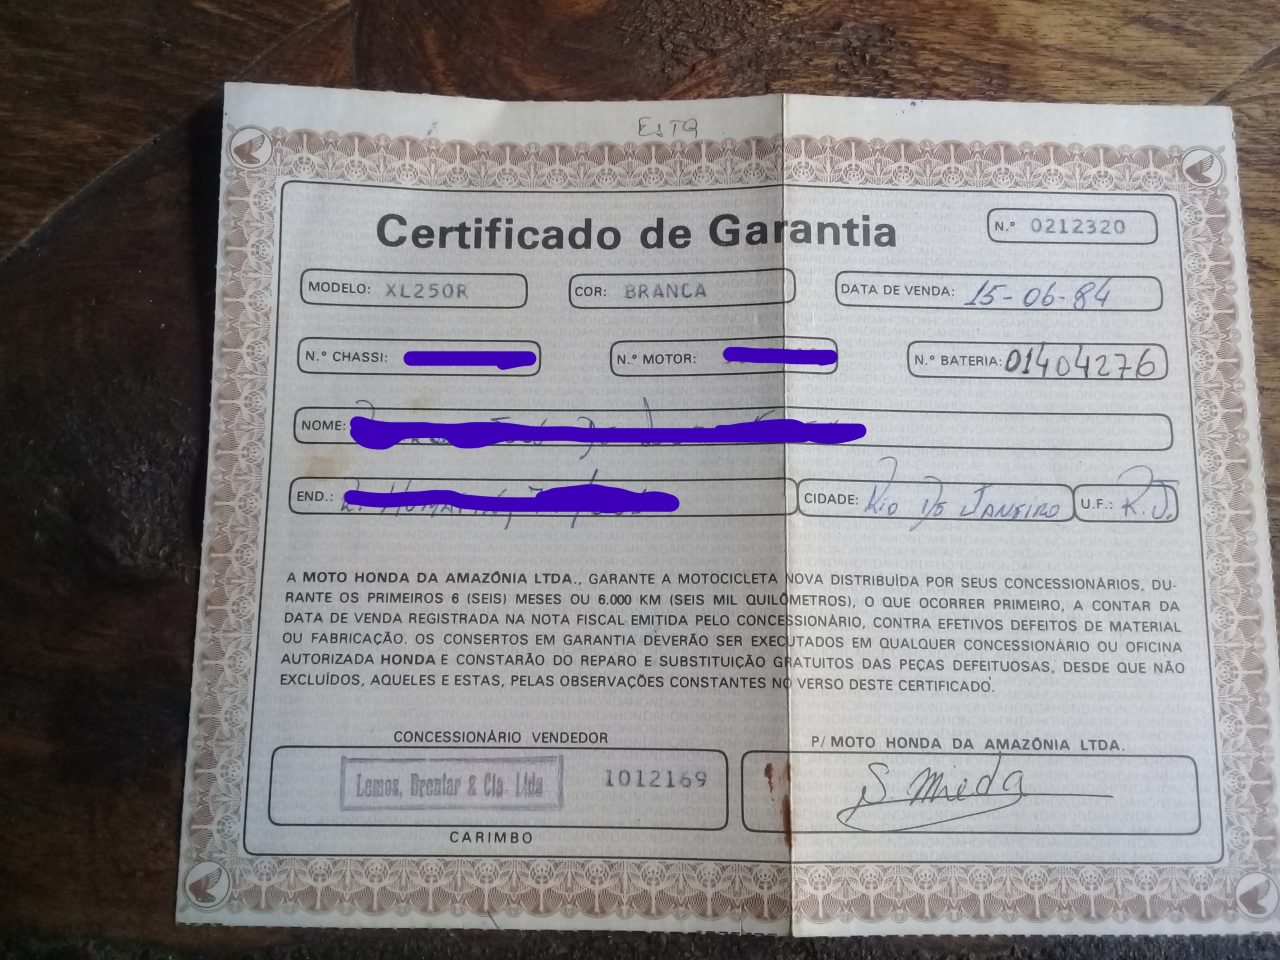 ESTQ
Certificado de Garantia
N.º 0212320
MODELO: XL250R
COR: BRANCA
DATA DE VENDA: 15-06-84
N.º CHASSI:
N.º MOTOR:
N.º BATERIA: 01404276
NOME:
END.:
CIDADE: RIO DE JANEIRO
U.F.: R.J.
A MOTO HONDA DA AMAZÔNIA LTDA., GARANTE A MOTOCICLETA NOVA DISTRIBUÍDA POR SEUS CONCESSIONÁRIOS, DU-
RANTE OS PRIMEIROS 6 (SEIS) MESES OU 6.000 KM (SEIS MIL QUILÔMETROS), O QUE OCORRER PRIMEIRO, A CONTAR DA
DATA DE VENDA REGISTRADA NA NOTA FISCAL EMITIDA PELO CONCESSIONÁRIO, CONTRA EFETIVOS DEFEITOS DE MATERIAL
OU FABRICAÇÃO. OS CONSERTOS EM GARANTIA DEVERÃO SER EXECUTADOS EM QUALQUER CONCESSIONÁRIO OU OFICINA
AUTORIZADA HONDA E CONSTARÃO DO REPARO E SUBSTITUIÇÃO GRATUITOS DAS PEÇAS DEFEITUOSAS, DESDE QUE NÃO
EXCLUÍDOS, AQUELES E ESTAS, PELAS OBSERVAÇÕES CONSTANTES NO VERSO DESTE CERTIFICADO.
CONCESSIONÁRIO VENDEDOR
Lemos, Brentar & Cia. Ltda
1012169
CARIMBO
P/ MOTO HONDA DA AMAZÔNIA LTDA.
S. Mieda